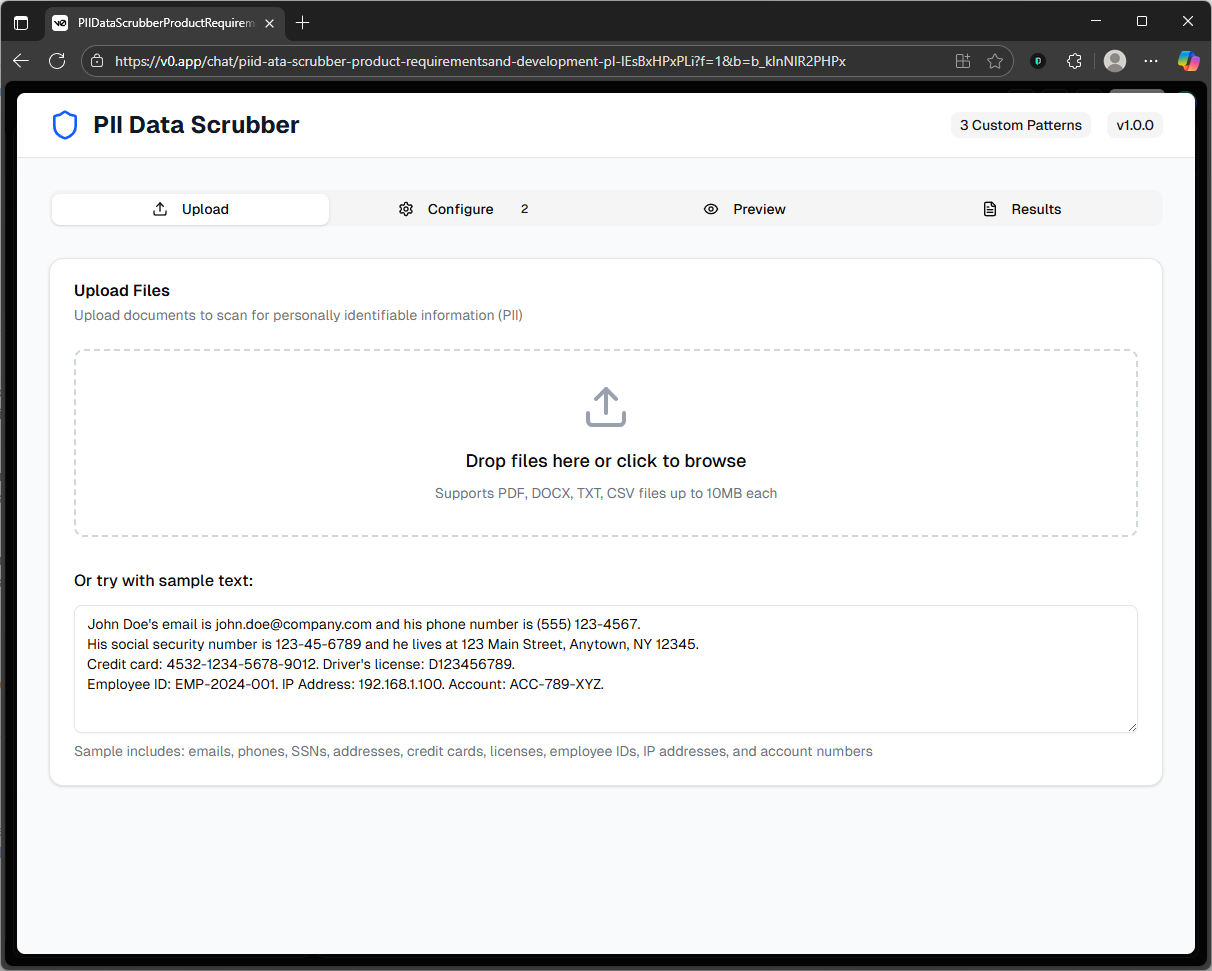 PIIDataScrubberProductRequirem
https://v0.app/chat/piid-ata-scrubber-product-requirementsand-development-pl-IEsBxHPxPLi?f=1&b=b_kInNIR2PHPx
PII Data Scrubber
3 Custom Patterns
v1.0.0
Upload
Configure 2
Preview
Results
Upload Files
Upload documents to scan for personally identifiable information (PII)
Drop files here or click to browse
Supports PDF, DOCX, TXT, CSV files up to 10MB each
Or try with sample text:
John Doe's email is john.doe@company.com and his phone number is (555) 123-4567.
His social security number is 123-45-6789 and he lives at 123 Main Street, Anytown, NY 12345.
Credit card: 4532-1234-5678-9012. Driver's license: D123456789.
Employee ID: EMP-2024-001. IP Address: 192.168.1.100. Account: ACC-789-XYZ.
Sample includes: emails, phones, SSNs, addresses, credit cards, licenses, employee IDs, IP addresses, and account numbers